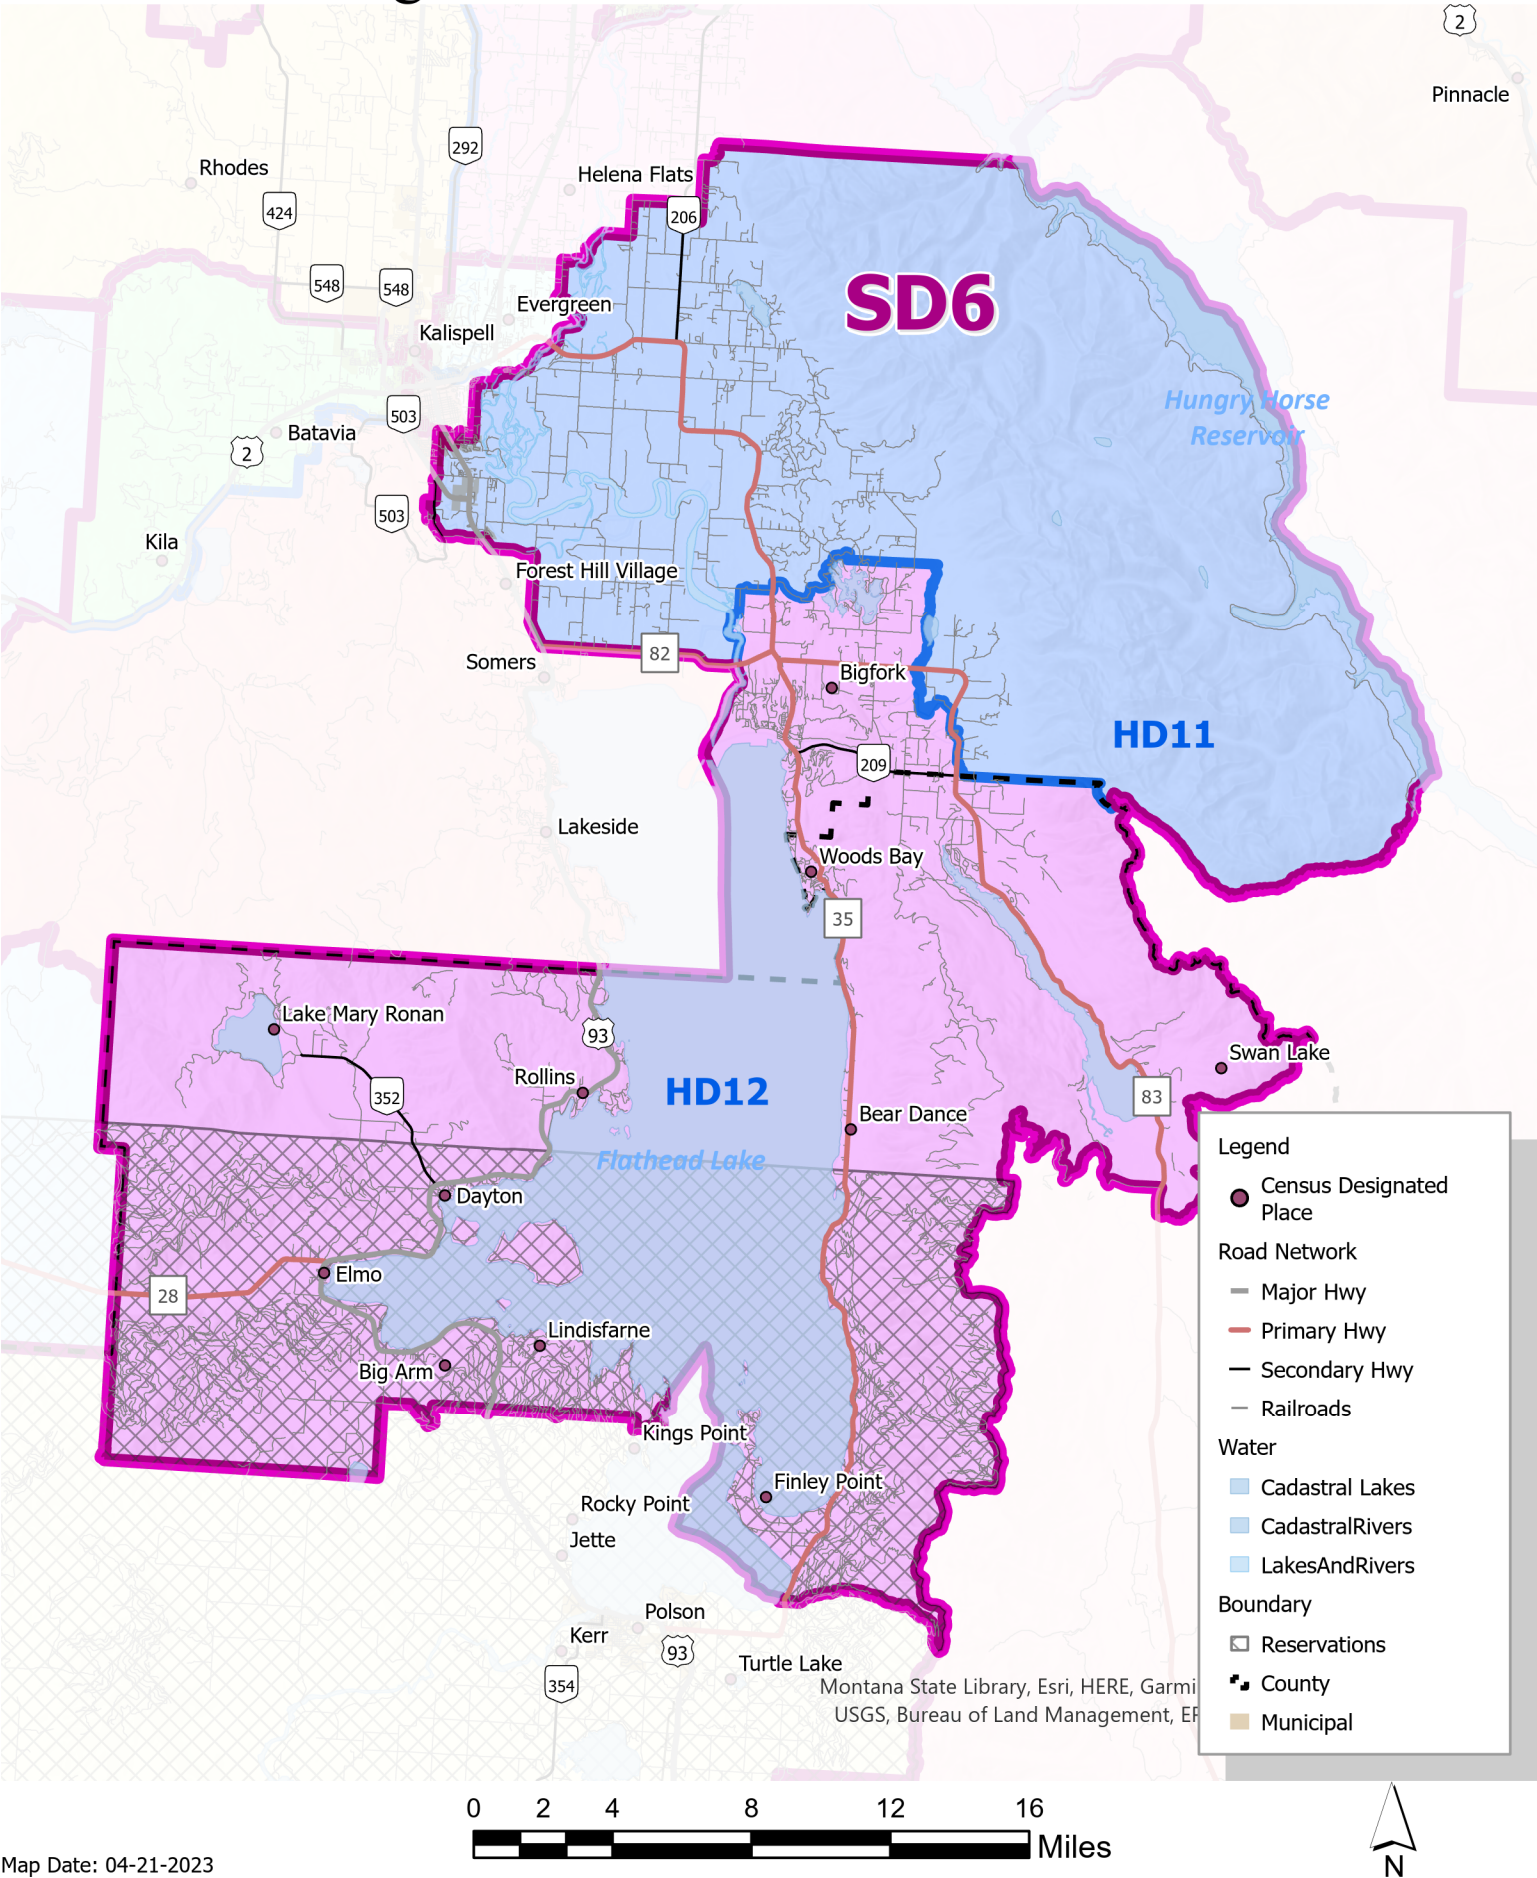 2
Pinnacle
292
Rhodes
Helena Flats
424
206
548
548
SD6
Evergreen
Kalispell
Hungry Horse
Reservoir
503
Batavia
2
503
Kila
Forest Hill Village
82
Somers
Bigfork
HD11
209
Lakeside
Woods Bay
35
Lake Mary Ronan
93
Swan Lake
Rollins
352
HD12
83
Bear Dance
Flathead Lake
Dayton
Elmo
28
Lindisfarne
Big Arm
Kings Point
Finley Point
Rocky Point
Jette
Polson
Kerr
93
Turtle Lake
354
Montana State Library, Esri, HERE, Garmi
USGS, Bureau of Land Management, EP
Legend
Census Designated
Place
Road Network
Major Hwy
Primary Hwy
Secondary Hwy
Railroads
Water
Cadastral Lakes
CadastralRivers
LakesAndRivers
Boundary
Reservations
County
Municipal
0 2 4 8 12 16
Miles
N
Map Date: 04-21-2023